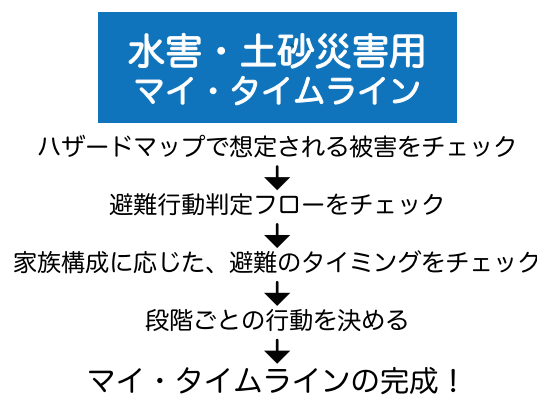 水害・土砂災害用
マイ・タイムライン
ハザードマップで想定される被害をチェック
避難行動判定フローをチェック
家族構成に応じた、避難のタイミングをチェック
段階ごとの行動を決める
マイ・タイムラインの完成！